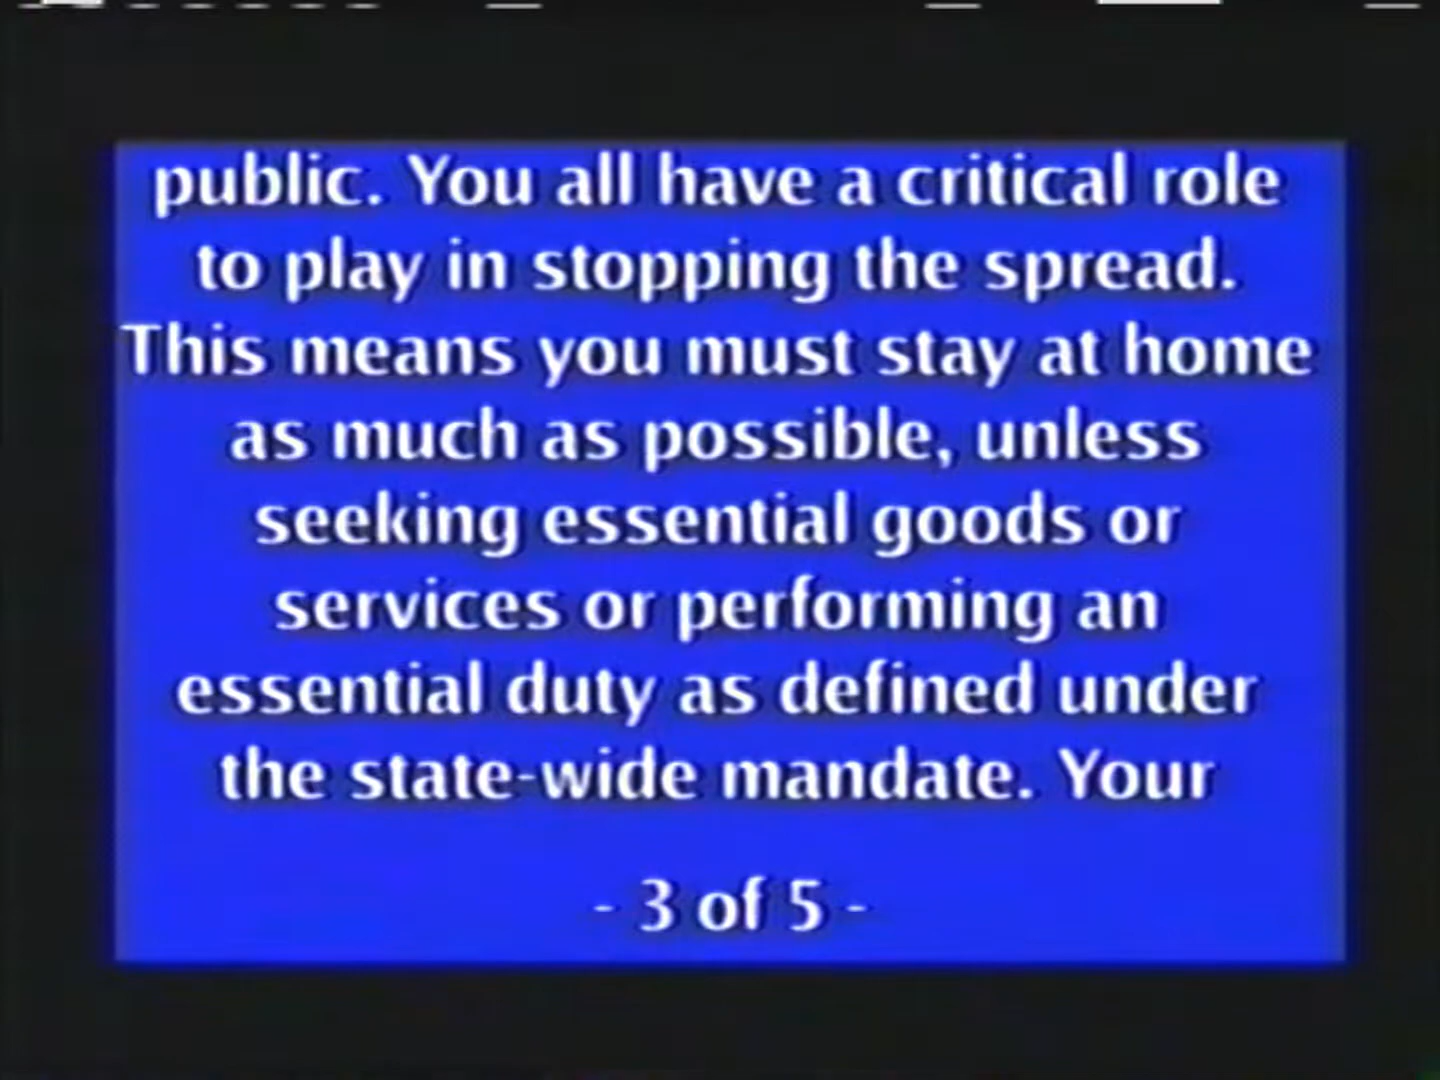 public. You all have a critical role
to play in stopping the spread.
This means you must stay at home
as much as possible, unless
seeking essential goods or
services or performing an
essential duty as defined under
the state-wide mandate. Your
- 3 of 5 -